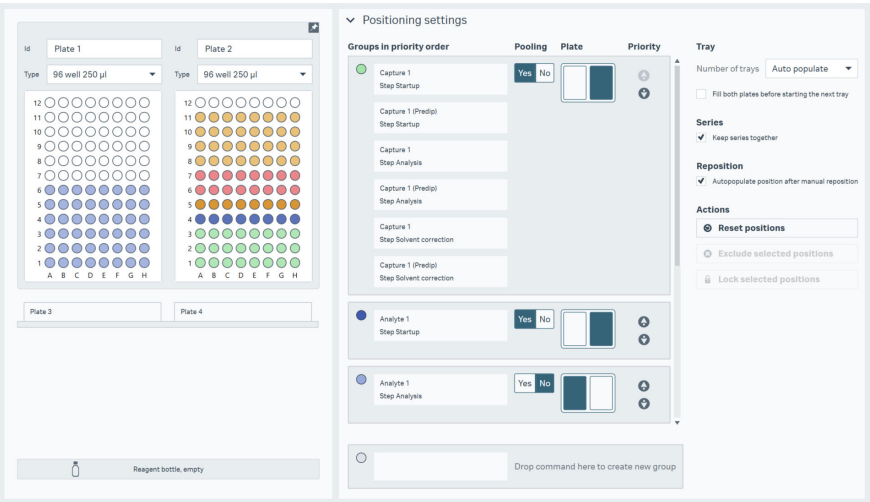 Id
Plate 1
Id
Plate 2
Type
96 well 250 µl
Type
96 well 250 µl
12
11
10
9
8
7
6
5
4
3
2
1
A B C D E F G H
12
11
10
9
8
7
6
5
4
3
2
1
A B C D E F G H
Plate 3
Plate 4
Reagent bottle, empty
Positioning settings
Groups in priority order
Pooling
Plate
Priority
Capture 1
Step Startup
Yes No
Capture 1 (Predip)
Step Startup
Capture 1
Step Analysis
Capture 1 (Predip)
Step Analysis
Capture 1
Step Solvent correction
Capture 1 (Predip)
Step Solvent correction
Analyte 1
Step Startup
Yes No
Analyte 1
Step Analysis
Yes No
Drop command here to create new group
Tray
Number of trays
Auto populate
Fill both plates before starting the next tray
Series
Keep series together
Reposition
Autopopulate position after manual reposition
Actions
Reset positions
Exclude selected positions
Lock selected positions